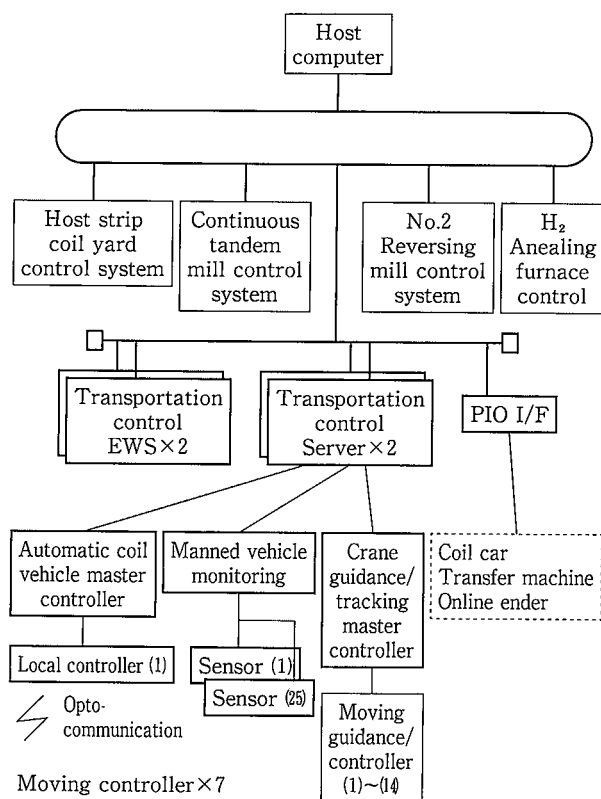 Host
computer
Host strip
coil yard
control system
Continuous
tandem
mill control
system
No.2
Reversing
mill control
system
H₂
Anealing
furnace
control
Transportation
control
EWS×2
Transportation
control
Server×2
PIO I/F
Automatic coil
vehicle master
controller
Manned vehicle
monitoring
Crane
guidance/
tracking
master
controller
Coil car
Transfer machine
Online ender
Local controller (1)
Sensor (1)
Sensor (25)
Opto-
communication
Moving
guidance/
controller
(1)~(14)
Moving controller×7